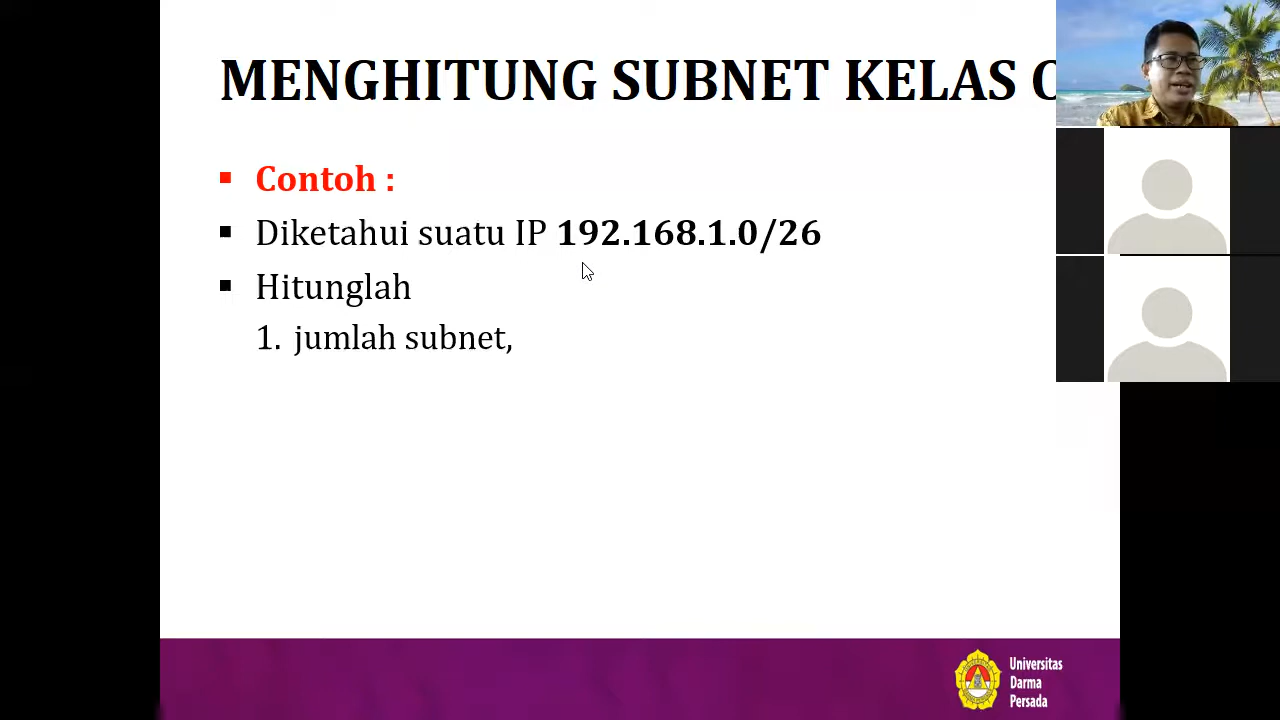 MENGHITUNG SUBNET KELAS C
Contoh :
Diketahui suatu IP 192.168.1.0/26
Hitunglah
1. jumlah subnet,
Universitas
Darma
Persada